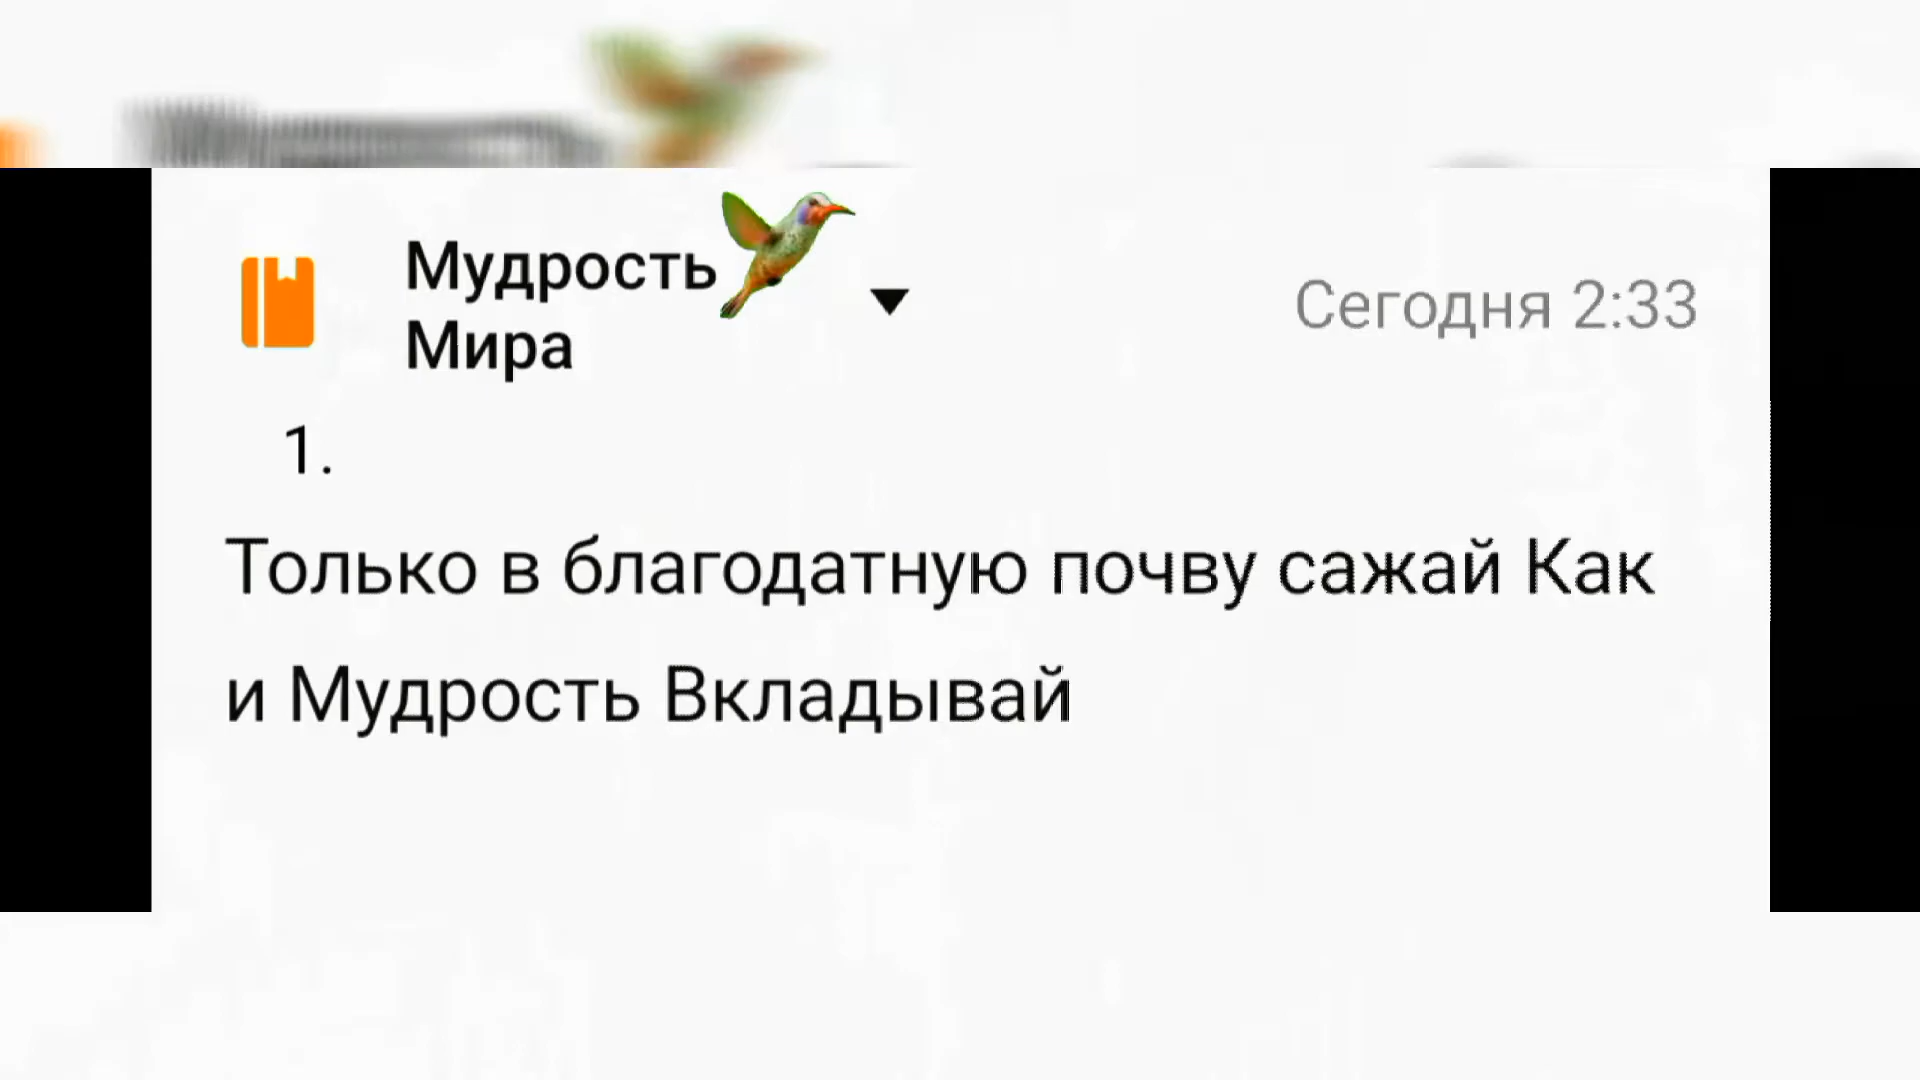 Мудрость
Мира
Сегодня 2:33
1.
Только в благодатную почву сажай Как
и Мудрость Вкладывай